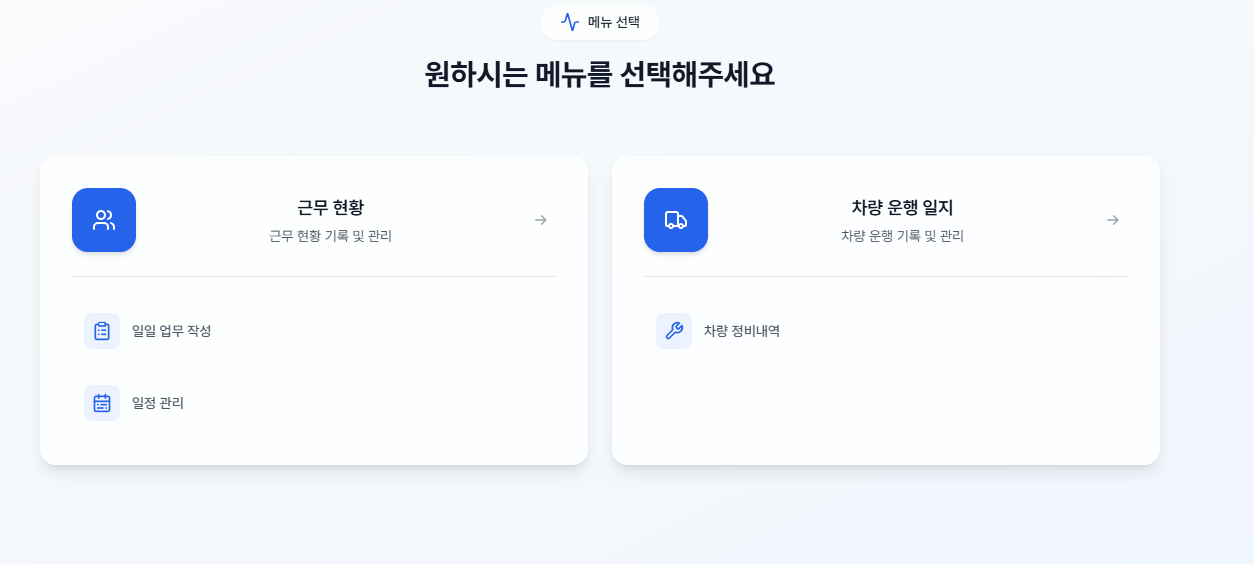 메뉴 선택
원하시는 메뉴를 선택해주세요
근무 현황
근무 현황 기록 및 관리
일일 업무 작성
일정 관리
차량 운행 일지
차량 운행 기록 및 관리
차량 정비내역